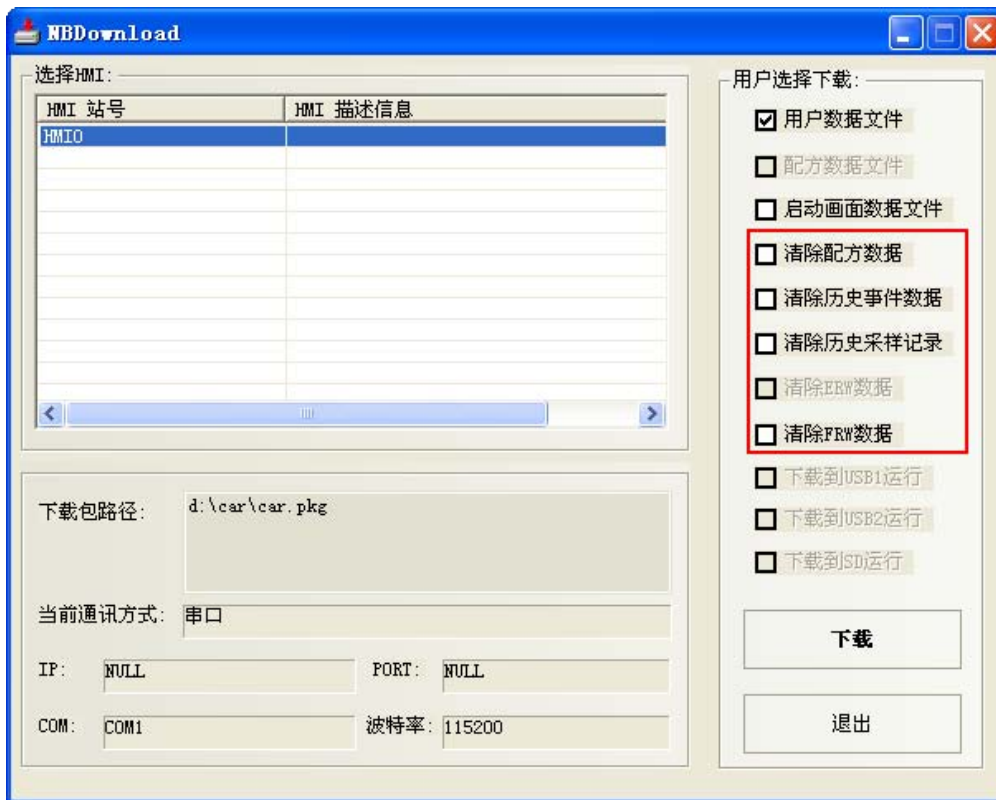 NBDownload
选择HMI:
HMI 站号 HMI 描述信息
HMI0
下载包路径: d:\car\car.pkg
当前通讯方式: 串口
IP: NULL PORT: NULL
COM: COM1 波特率: 115200
用户选择下载:
用户数据文件
配方数据文件
启动画面数据文件
清除配方数据
清除历史事件数据
清除历史采样记录
清除ERW数据
清除FRW数据
下载到USB1运行
下载到USB2运行
下载到SD运行
下载
退出